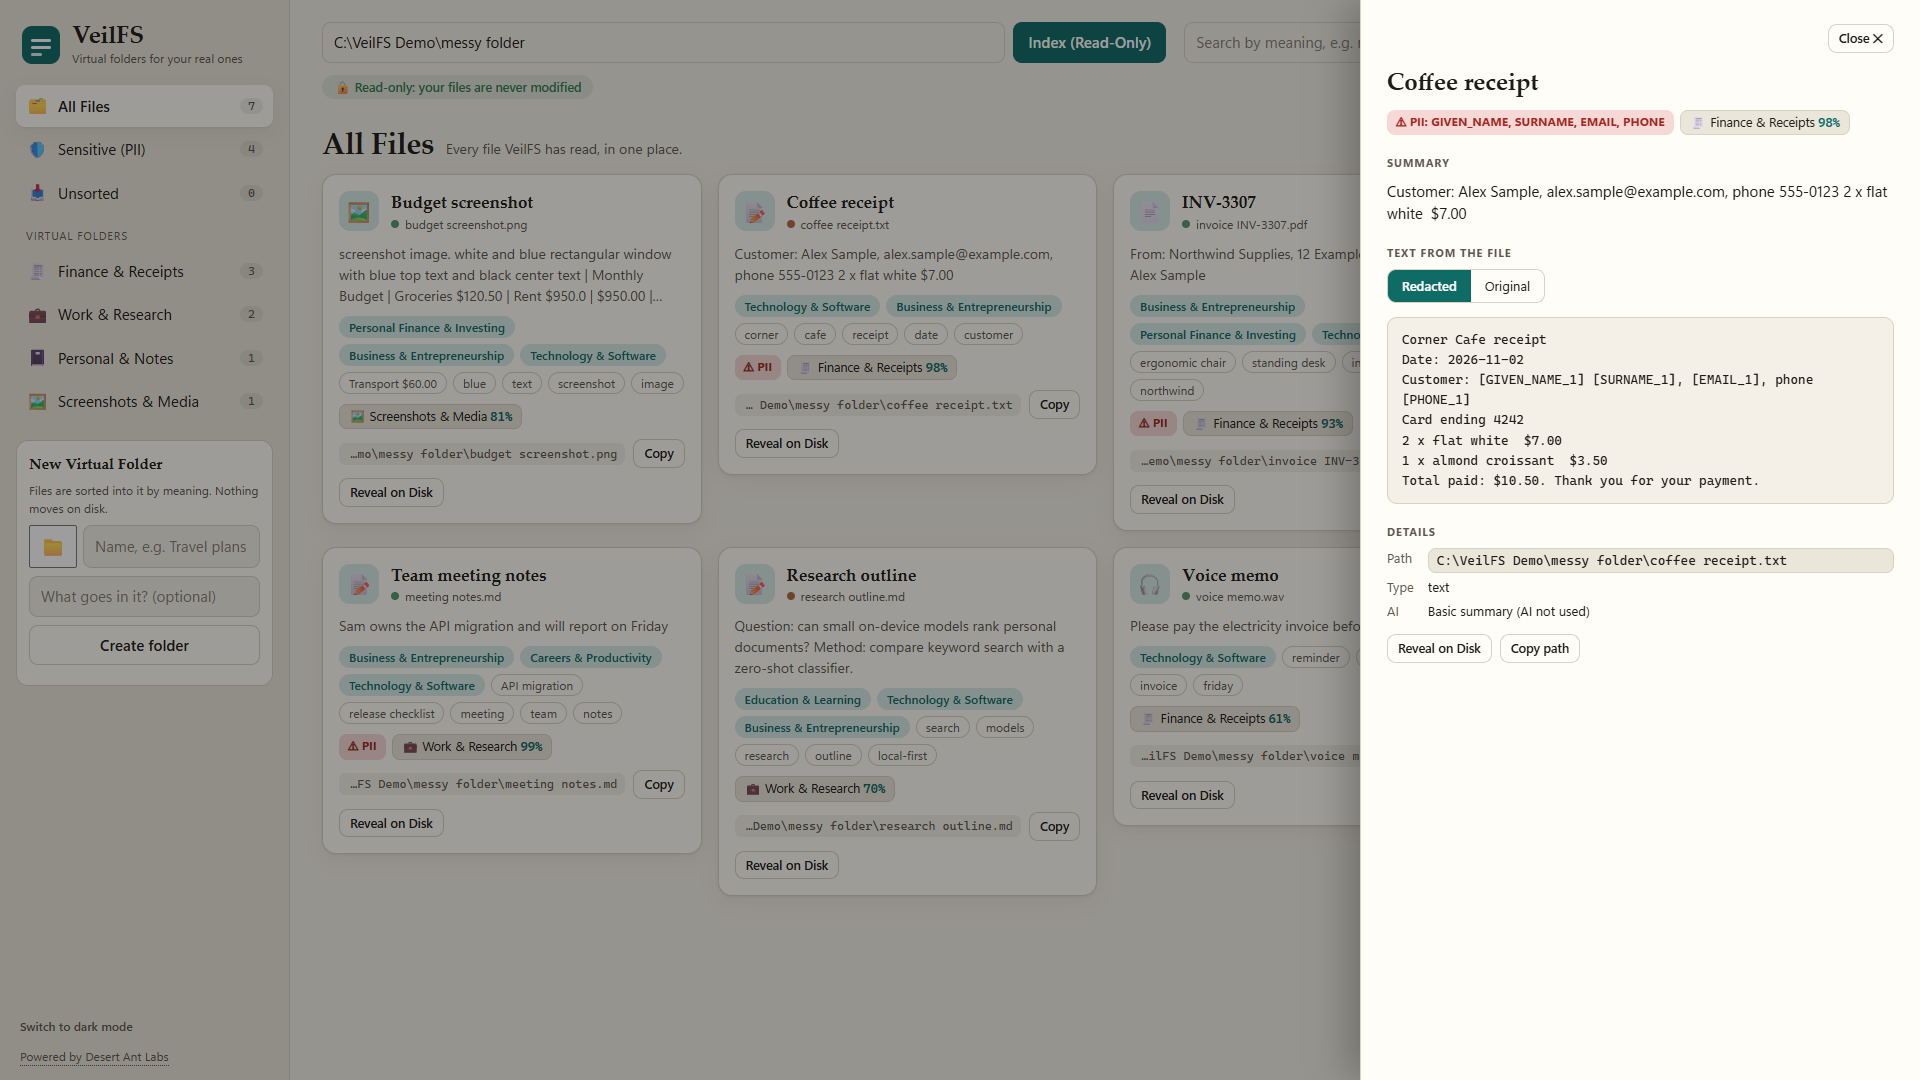 VeilFS
Virtual folders for your real ones
All Files 7
Sensitive (PII) 4
Unsorted 0
VIRTUAL FOLDERS
Finance & Receipts 3
Work & Research 2
Personal & Notes 1
Screenshots & Media 1
New Virtual Folder
Files are sorted into it by meaning. Nothing
moves on disk.
Name, e.g. Travel plans
What goes in it? (optional)
Create folder
Switch to dark mode
Powered by Desert Ant Labs
C:\VeilFS Demo\messy folder
Index (Read-Only)
Search by meaning, e.g.
Read-only: your files are never modified
All Files Every file VeilFS has read, in one place.
Budget screenshot
budget screenshot.png
screenshot image. white and blue rectangular window
with blue top text and black center text | Monthly
Budget | Groceries $120.50 | Rent $950.0 | $950.00 |...
Personal Finance & Investing
Business & Entrepreneurship Technology & Software
Transport $60.00 blue text screenshot image
Screenshots & Media 81%
…mo\messy folder\budget screenshot.png Copy
Reveal on Disk
Coffee receipt
coffee receipt.txt
Customer: Alex Sample, alex.sample@example.com,
phone 555-0123 2 x flat white $7.00
Technology & Software Business & Entrepreneurship
corner cafe receipt date customer
⚠ PII Finance & Receipts 98%
… Demo\messy folder\coffee receipt.txt Copy
Reveal on Disk
INV-3307
invoice INV-3307.pdf
From: Northwind Supplies, 12 Example
Alex Sample
Business & Entrepreneurship
Personal Finance & Investing Techno
ergonomic chair standing desk in
northwind
⚠ PII Finance & Receipts 93%
…emo\messy folder\invoice INV-3
Reveal on Disk
Team meeting notes
meeting notes.md
Sam owns the API migration and will report on Friday
Business & Entrepreneurship Careers & Productivity
Technology & Software API migration
release checklist meeting team notes
⚠ PII Work & Research 99%
…FS Demo\messy folder\meeting notes.md Copy
Reveal on Disk
Research outline
research outline.md
Question: can small on-device models rank personal
documents? Method: compare keyword search with a
zero-shot classifier.
Education & Learning Technology & Software
Business & Entrepreneurship search models
research outline local-first
Work & Research 70%
…Demo\messy folder\research outline.md Copy
Reveal on Disk
Voice memo
voice memo.wav
Please pay the electricity invoice befo
Technology & Software reminder
invoice friday
Finance & Receipts 61%
…ilFS Demo\messy folder\voice m
Reveal on Disk
Close ✕
Coffee receipt
⚠ PII: GIVEN_NAME, SURNAME, EMAIL, PHONE Finance & Receipts 98%
SUMMARY
Customer: Alex Sample, alex.sample@example.com, phone 555-0123 2 x flat
white $7.00
TEXT FROM THE FILE
Redacted Original
Corner Cafe receipt
Date: 2026-11-02
Customer: [GIVEN_NAME_1] [SURNAME_1], [EMAIL_1], phone
[PHONE_1]
Card ending 4242
2 x flat white $7.00
1 x almond croissant $3.50
Total paid: $10.50. Thank you for your payment.
DETAILS
Path C:\VeilFS Demo\messy folder\coffee receipt.txt
Type text
AI Basic summary (AI not used)
Reveal on Disk Copy path